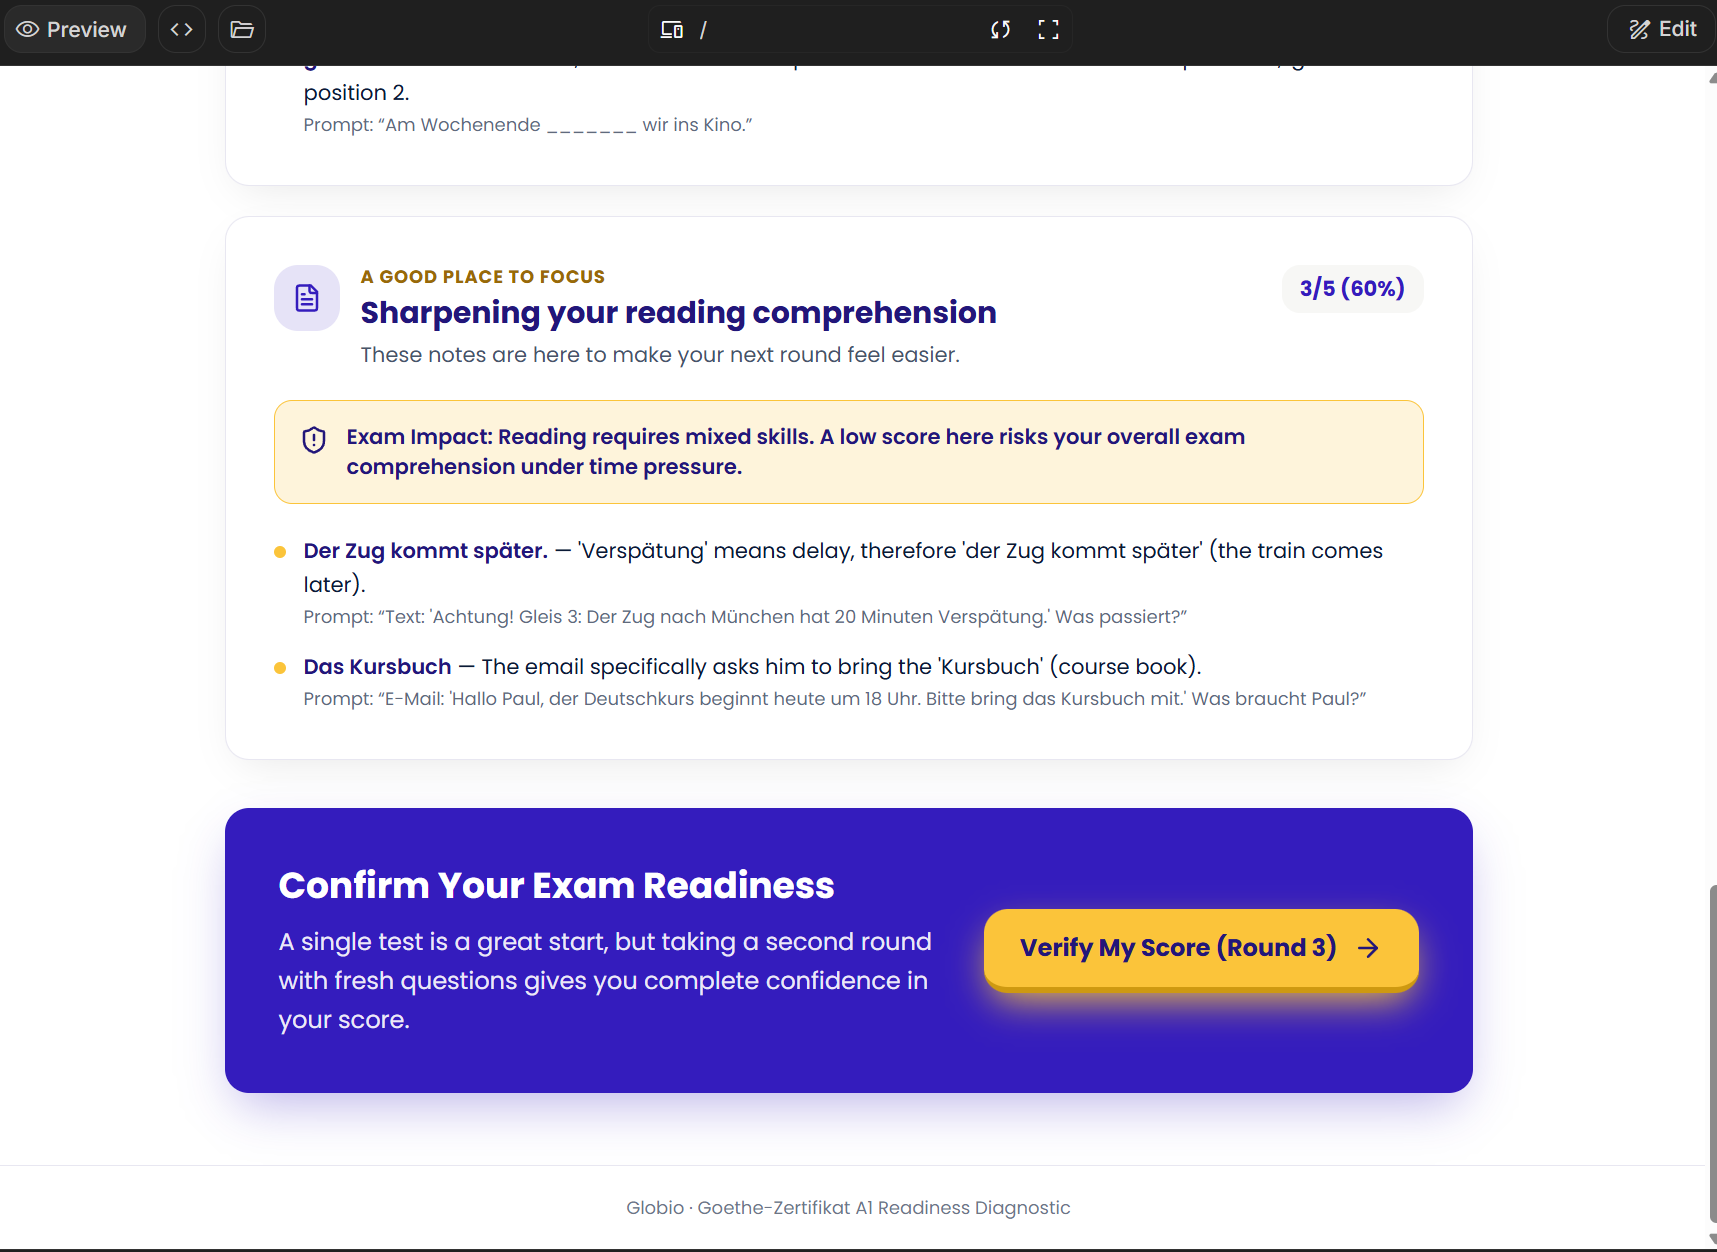 Preview
/
Edit
position 2.
Prompt: “Am Wochenende _______ wir ins Kino.”
A GOOD PLACE TO FOCUS
3/5 (60%)
Sharpening your reading comprehension
These notes are here to make your next round feel easier.
Exam Impact: Reading requires mixed skills. A low score here risks your overall exam
comprehension under time pressure.
Der Zug kommt später. — 'Verspätung' means delay, therefore 'der Zug kommt später' (the train comes
later).
Prompt: “Text: 'Achtung! Gleis 3: Der Zug nach München hat 20 Minuten Verspätung.' Was passiert?”
Das Kursbuch — The email specifically asks him to bring the 'Kursbuch' (course book).
Prompt: “E-Mail: 'Hallo Paul, der Deutschkurs beginnt heute um 18 Uhr. Bitte bring das Kursbuch mit.' Was braucht Paul?”
Confirm Your Exam Readiness
A single test is a great start, but taking a second round
with fresh questions gives you complete confidence in
your score.
Verify My Score (Round 3) →
Globio · Goethe-Zertifikat A1 Readiness Diagnostic